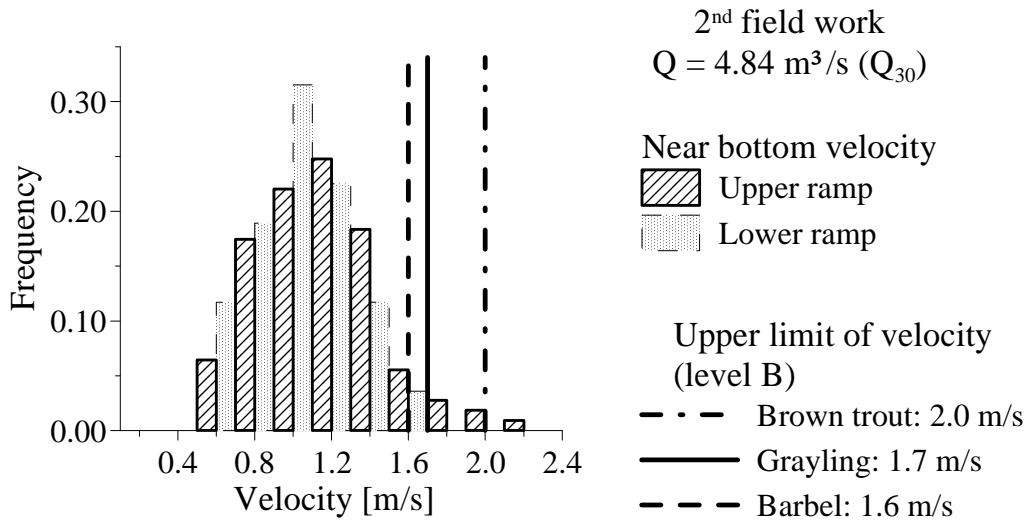 2nd field work
Q = 4.84 m³/s (Q30)
Near bottom velocity
Upper ramp
Lower ramp
Upper limit of velocity
(level B)
Brown trout: 2.0 m/s
Grayling: 1.7 m/s
Barbel: 1.6 m/s
Frequency
0.30
0.20
0.10
0.00
0.4 0.8 1.2 1.6 2.0 2.4
Velocity [m/s]